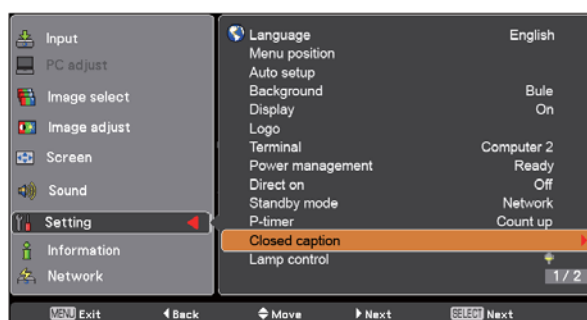 Input
PC adjust
Image select
Image adjust
Screen
Sound
Setting
Information
Network
Language English
Menu position
Auto setup
Background Bule
Display On
Logo
Terminal Computer 2
Power management Ready
Direct on Off
Standby mode Network
P-timer Count up
Closed caption
Lamp control
1 / 2
MENU Exit Back Move Next SELECT Next